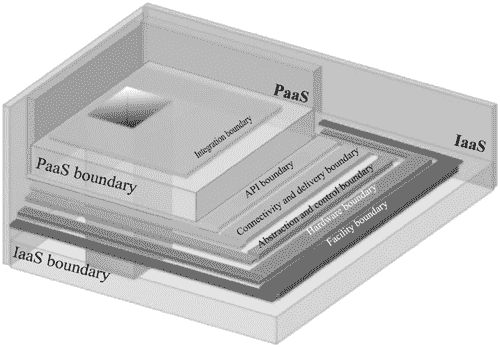 PaaS
IaaS
Integration boundary
PaaS boundary
API boundary
Connectivity and delivery boundary
Abstraction and control boundary
Hardware boundary
Facility boundary
IaaS boundary